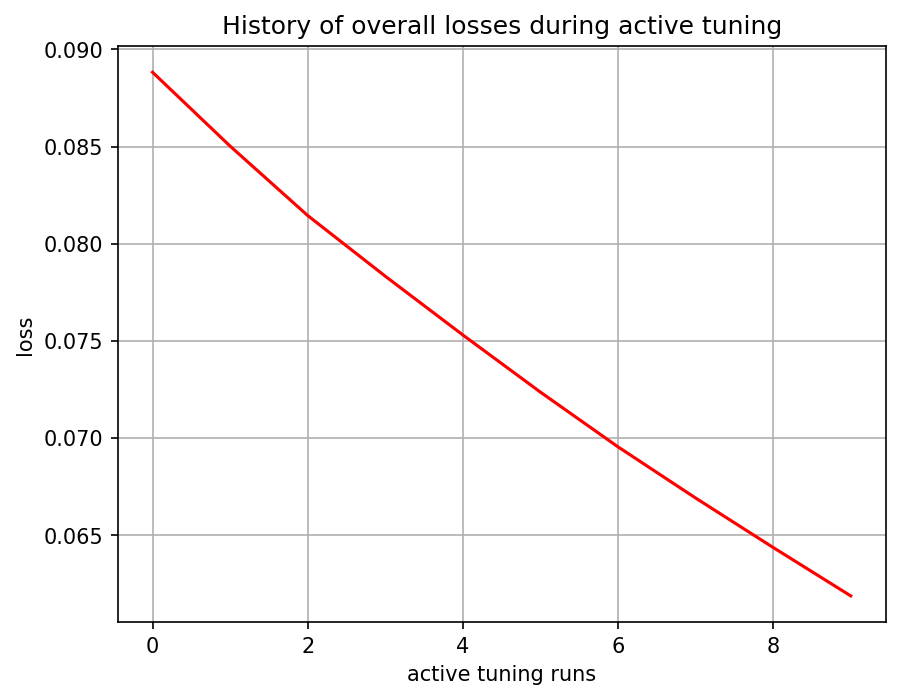 History of overall losses during active tuning
0.090
0.085
0.080
0.075
0.070
0.065
loss
0 2 4 6 8
active tuning runs